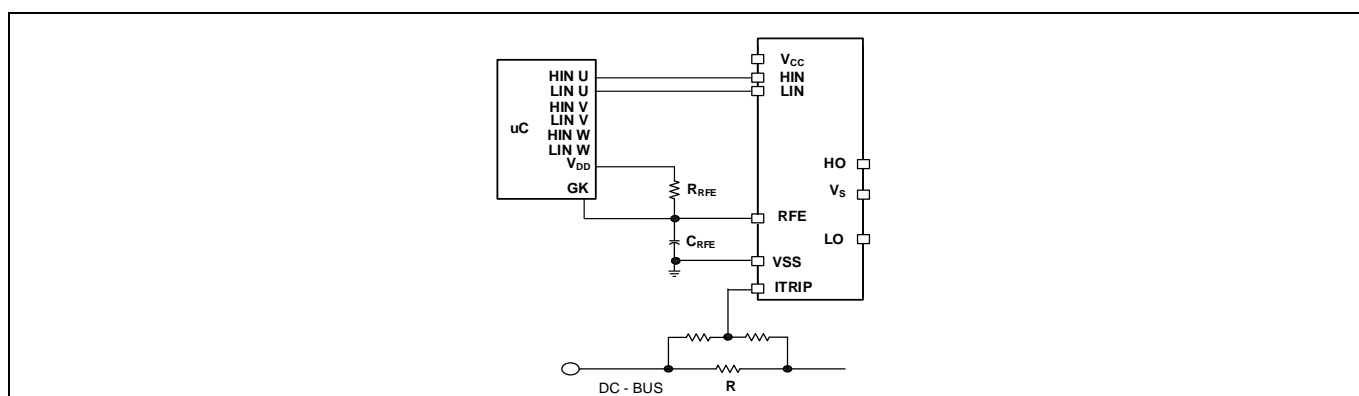 HIN U
LIN U
HIN V
LIN V
HIN W
LIN W
VDD
GK
uC
RRFE
CRFE
VCC
HIN
LIN
HO
VS
RFE
LO
VSS
ITRIP
DC - BUS
R